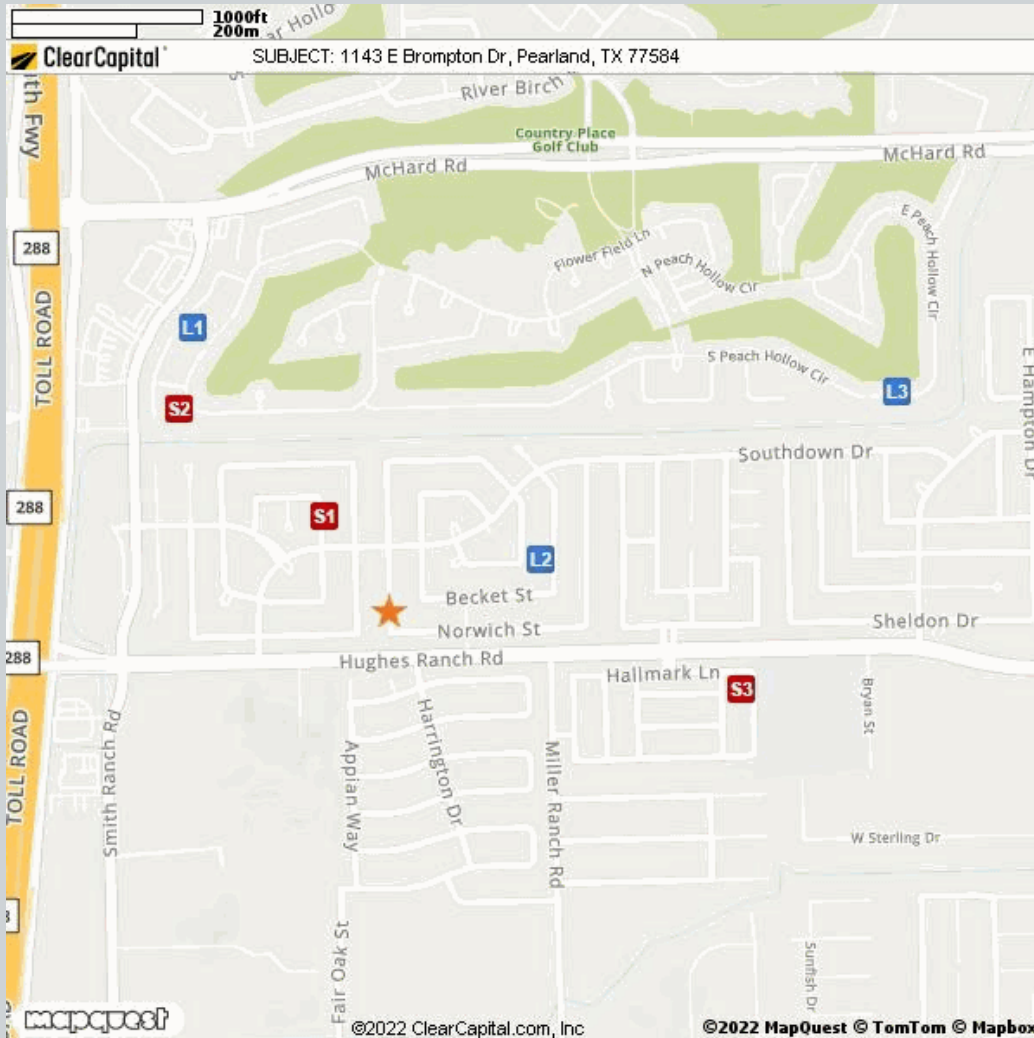 1000ft
200m
ClearCapital
SUBJECT: 1143 E Brompton Dr, Pearland, TX 77584
River Birch
Country Place
Golf Club
McHard Rd
McHard Rd
288
E Peach Hollow Cir
Flower Field Ln
N Peach Hollow Cir
TOLL ROAD
L1
S Peach Hollow Cir
E Hampton Dr
L3
S2
Southdown Dr
288
S1
L2
Becket St
Norwich St
Sheldon Dr
288
Hughes Ranch Rd
Hallmark Ln
S3
Bryan St
TOLL ROAD
Smith Ranch Rd
Appian Way
Harrington Dr
Miller Ranch Rd
W Sterling Dr
Fair Oak St
Sunfish Dr
mapquest
©2022 ClearCapital.com, Inc
©2022 MapQuest © TomTom © Mapbox